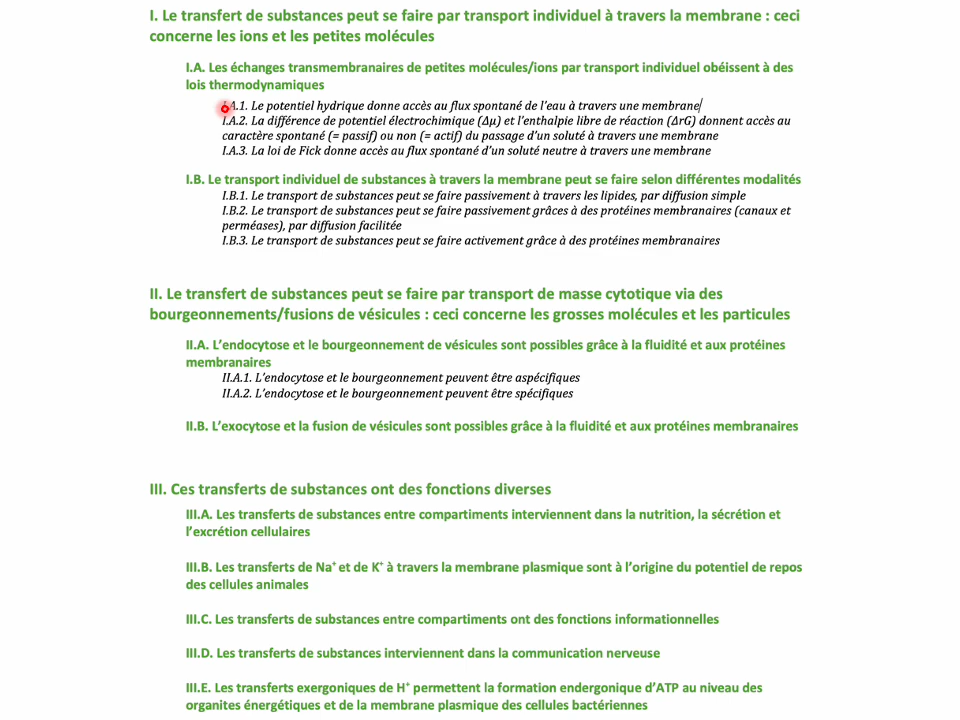 I. Le transfert de substances peut se faire par transport individuel à travers la membrane : ceci
concerne les ions et les petites molécules
I.A. Les échanges transmembranaires de petites molécules/ions par transport individuel obéissent à des
lois thermodynamiques
I.A.1. Le potentiel hydrique donne accès au flux spontané de l'eau à travers une membrane
I.A.2. La différence de potentiel électrochimique (Δμ) et l'enthalpie libre de réaction (ΔrG) donnent accès au
caractère spontané (= passif) ou non (= actif) du passage d'un soluté à travers une membrane
I.A.3. La loi de Fick donne accès au flux spontané d'un soluté neutre à travers une membrane
I.B. Le transport individuel de substances à travers la membrane peut se faire selon différentes modalités
I.B.1. Le transport de substances peut se faire passivement à travers les lipides, par diffusion simple
I.B.2. Le transport de substances peut se faire passivement grâces à des protéines membranaires (canaux et
perméases), par diffusion facilitée
I.B.3. Le transport de substances peut se faire activement grâce à des protéines membranaires
II. Le transfert de substances peut se faire par transport de masse cytotique via des
bourgeonnements/fusions de vésicules : ceci concerne les grosses molécules et les particules
II.A. L'endocytose et le bourgeonnement de vésicules sont possibles grâce à la fluidité et aux protéines
membranaires
II.A.1. L'endocytose et le bourgeonnement peuvent être aspécifiques
II.A.2. L'endocytose et le bourgeonnement peuvent être spécifiques
II.B. L'exocytose et la fusion de vésicules sont possibles grâce à la fluidité et aux protéines membranaires
III. Ces transferts de substances ont des fonctions diverses
III.A. Les transferts de substances entre compartiments interviennent dans la nutrition, la sécrétion et
l'excrétion cellulaires
III.B. Les transferts de Na⁺ et de K⁺ à travers la membrane plasmique sont à l'origine du potentiel de repos
des cellules animales
III.C. Les transferts de substances entre compartiments ont des fonctions informationnelles
III.D. Les transferts de substances interviennent dans la communication nerveuse
III.E. Les transferts exergoniques de H⁺ permettent la formation endergonique d'ATP au niveau des
organites énergétiques et de la membrane plasmique des cellules bactériennes